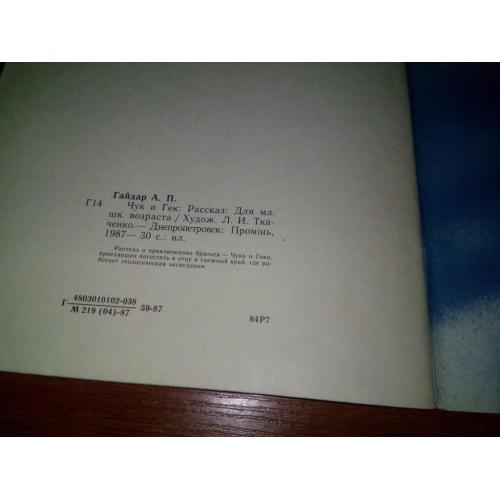 Гайдар А. П.
Г14 Чук и Гек: Рассказ: Для мл.
шк. возраста / Худож. Л. И. Тка-
ченко.— Днепропетровск: Промінь,
1987— 30 с.: ил.
Рассказ о приключениях братьев — Чука и Гека,
приезжавших погостить к отцу в таежный край, где ра-
ботает геологическая экспедиция.
Г 4803010102-038 59-87
М 219 (04)-87
84Р7